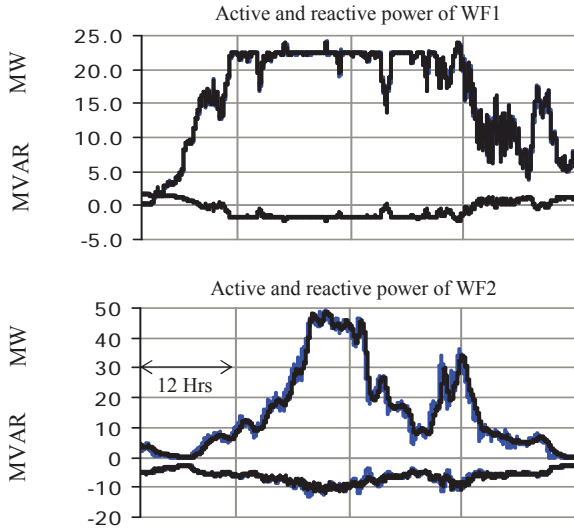 Active and reactive power of WF1
MW
MVAR
25.0
20.0
15.0
10.0
5.0
0.0
-5.0
Active and reactive power of WF2
MW
MVAR
50
40
30
20
10
0
-10
-20
12 Hrs